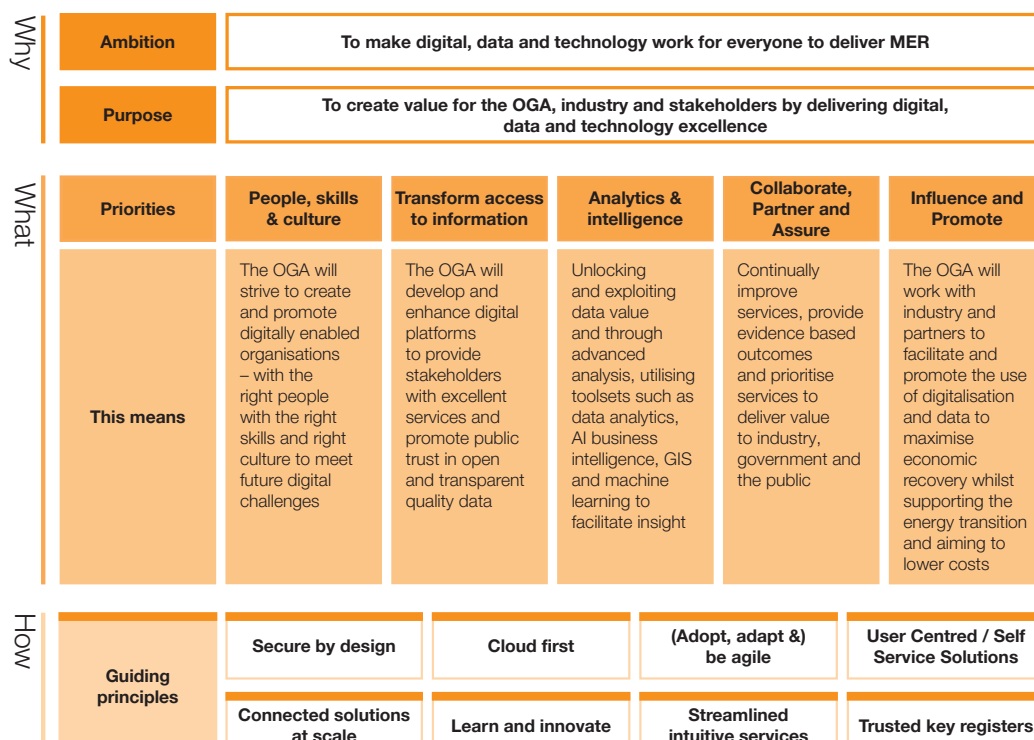 Why
Ambition
To make digital, data and technology work for everyone to deliver MER
Purpose
To create value for the OGA, industry and stakeholders by delivering digital,
data and technology excellence
What
Priorities
People, skills
& culture
Transform access
to information
Analytics &
intelligence
Collaborate,
Partner and
Assure
Influence and
Promote
This means
The OGA will
strive to create
and promote
digitally enabled
organisations
– with the
right people
with the right
skills and right
culture to meet
future digital
challenges
The OGA will
develop and
enhance digital
platforms
to provide
stakeholders
with excellent
services and
promote public
trust in open
and transparent
quality data
Unlocking
and exploiting
data value
and through
advanced
analysis, utilising
toolsets such as
data analytics,
AI business
intelligence, GIS
and machine
learning to
facilitate insight
Continually
improve
services, provide
evidence based
outcomes
and prioritise
services to
deliver value
to industry,
government and
the public
The OGA will
work with
industry and
partners to
facilitate and
promote the use
of digitalisation
and data to
maximise
economic
recovery whilst
supporting the
energy transition
and aiming to
lower costs
How
Guiding
principles
Secure by design
Cloud first
(Adopt, adapt &)
be agile
User Centred / Self
Service Solutions
Connected solutions
at scale
Learn and innovate
Streamlined
intuitive services
Trusted key registers